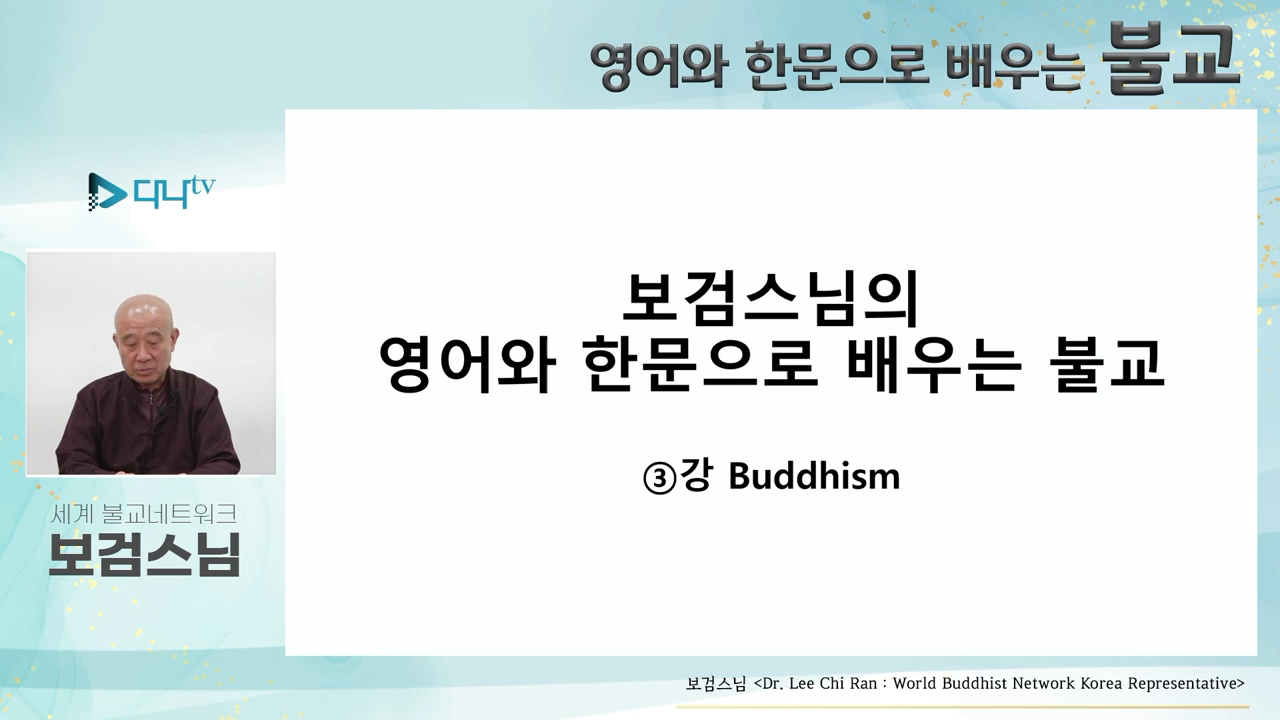 영어와 한문으로 배우는 불교
디나tv
보검스님의
영어와 한문으로 배우는 불교
③강 Buddhism
세계 불교네트워크
보검스님
보검스님 <Dr. Lee Chi Ran : World Buddhist Network Korea Representative>